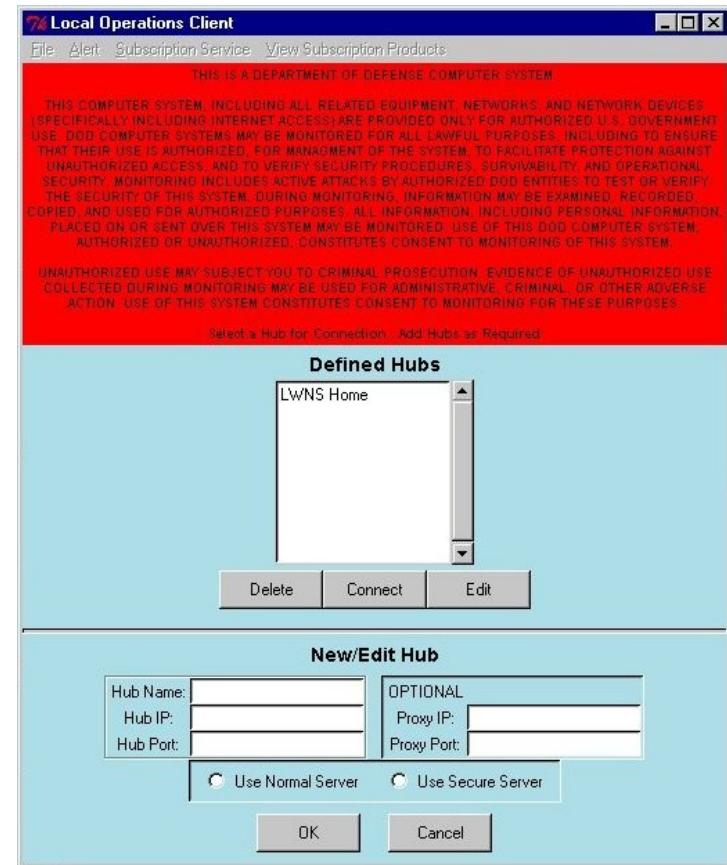 Local Operations Client
File Alert Subscription Service View Subscription Products
THIS IS A DEPARTMENT OF DEFENSE COMPUTER SYSTEM
THIS COMPUTER SYSTEM, INCLUDING ALL RELATED EQUIPMENT, NETWORKS, AND NETWORK DEVICES
(SPECIFICALLY INCLUDING INTERNET ACCESS) ARE PROVIDED ONLY FOR AUTHORIZED U.S. GOVERNMENT
USE. DOD COMPUTER SYSTEMS MAY BE MONITORED FOR ALL LAWFUL PURPOSES, INCLUDING TO ENSURE
THAT THEIR USE IS AUTHORIZED, FOR MANAGMENT OF THE SYSTEM, TO FACILITATE PROTECTION AGAINST
UNAUTHORIZED ACCESS, AND TO VERIFY SECURITY PROCEDURES, SURVIVABILITY, AND OPERATIONAL
SECURITY. MONITORING INCLUDES ACTIVE ATTACKS BY AUTHORIZED DOD ENTITIES TO TEST OR VERIFY
THE SECURITY OF THIS SYSTEM. DURING MONITORING, INFORMATION MAY BE EXAMINED, RECORDED,
COPIED, AND USED FOR AUTHORIZED PURPOSES. ALL INFORMATION, INCLUDING PERSONAL INFORMATION,
PLACED ON OR SENT OVER THIS SYSTEM MAY BE MONITORED. USE OF THIS DOD COMPUTER SYSTEM,
AUTHORIZED OR UNAUTHORIZED, CONSTITUTES CONSENT TO MONITORING OF THIS SYSTEM.
UNAUTHORIZED USE MAY SUBJECT YOU TO CRIMINAL PROSECUTION. EVIDENCE OF UNAUTHORIZED USE
COLLECTED DURING MONITORING MAY BE USED FOR ADMINISTRATIVE, CRIMINAL, OR OTHER ADVERSE
ACTION. USE OF THIS SYSTEM CONSTITUTES CONSENT TO MONITORING FOR THESE PURPOSES.
Select a Hub for Connection. Add Hubs as Required
Defined Hubs
LWNS Home
Delete Connect Edit
New/Edit Hub
Hub Name:
Hub IP:
Hub Port:
OPTIONAL
Proxy IP:
Proxy Port:
Use Normal Server Use Secure Server
OK Cancel